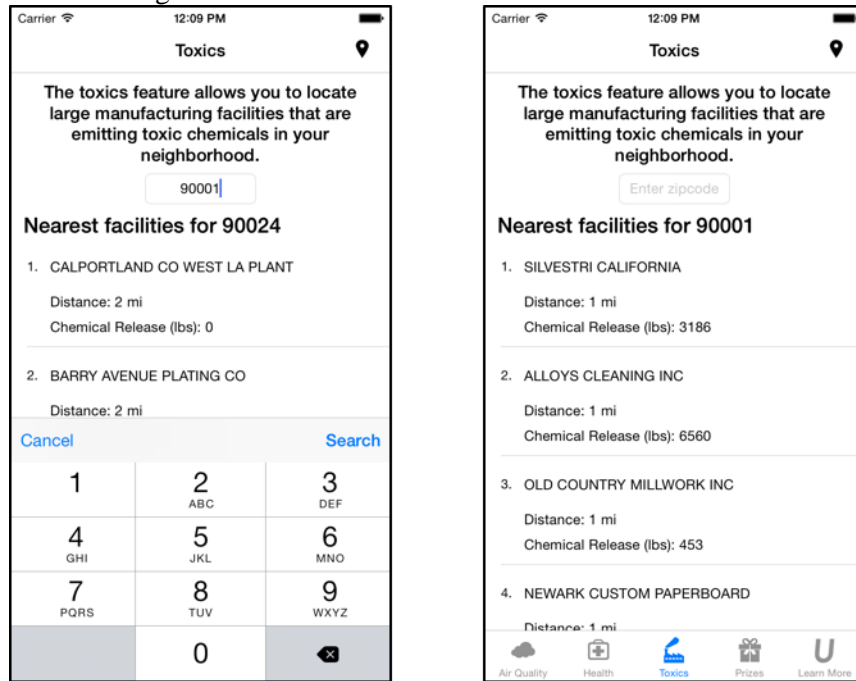 Carrier 12:09 PM
Toxics
The toxics feature allows you to locate
large manufacturing facilities that are
emitting toxic chemicals in your
neighborhood.
90001
Nearest facilities for 90024
1. CALPORTLAND CO WEST LA PLANT
Distance: 2 mi
Chemical Release (lbs): 0
2. BARRY AVENUE PLATING CO
Distance: 2 mi
Cancel Search
1 2 3
ABC DEF
4 5 6
GHI JKL MNO
7 8 9
PQRS TUV WXYZ
0
Carrier 12:09 PM
Toxics
The toxics feature allows you to locate
large manufacturing facilities that are
emitting toxic chemicals in your
neighborhood.
Enter zipcode
Nearest facilities for 90001
1. SILVESTRI CALIFORNIA
Distance: 1 mi
Chemical Release (lbs): 3186
2. ALLOYS CLEANING INC
Distance: 1 mi
Chemical Release (lbs): 6560
3. OLD COUNTRY MILLWORK INC
Distance: 1 mi
Chemical Release (lbs): 453
4. NEWARK CUSTOM PAPERBOARD
Distance: 1 mi
Air Quality Health Toxics Prizes Learn More